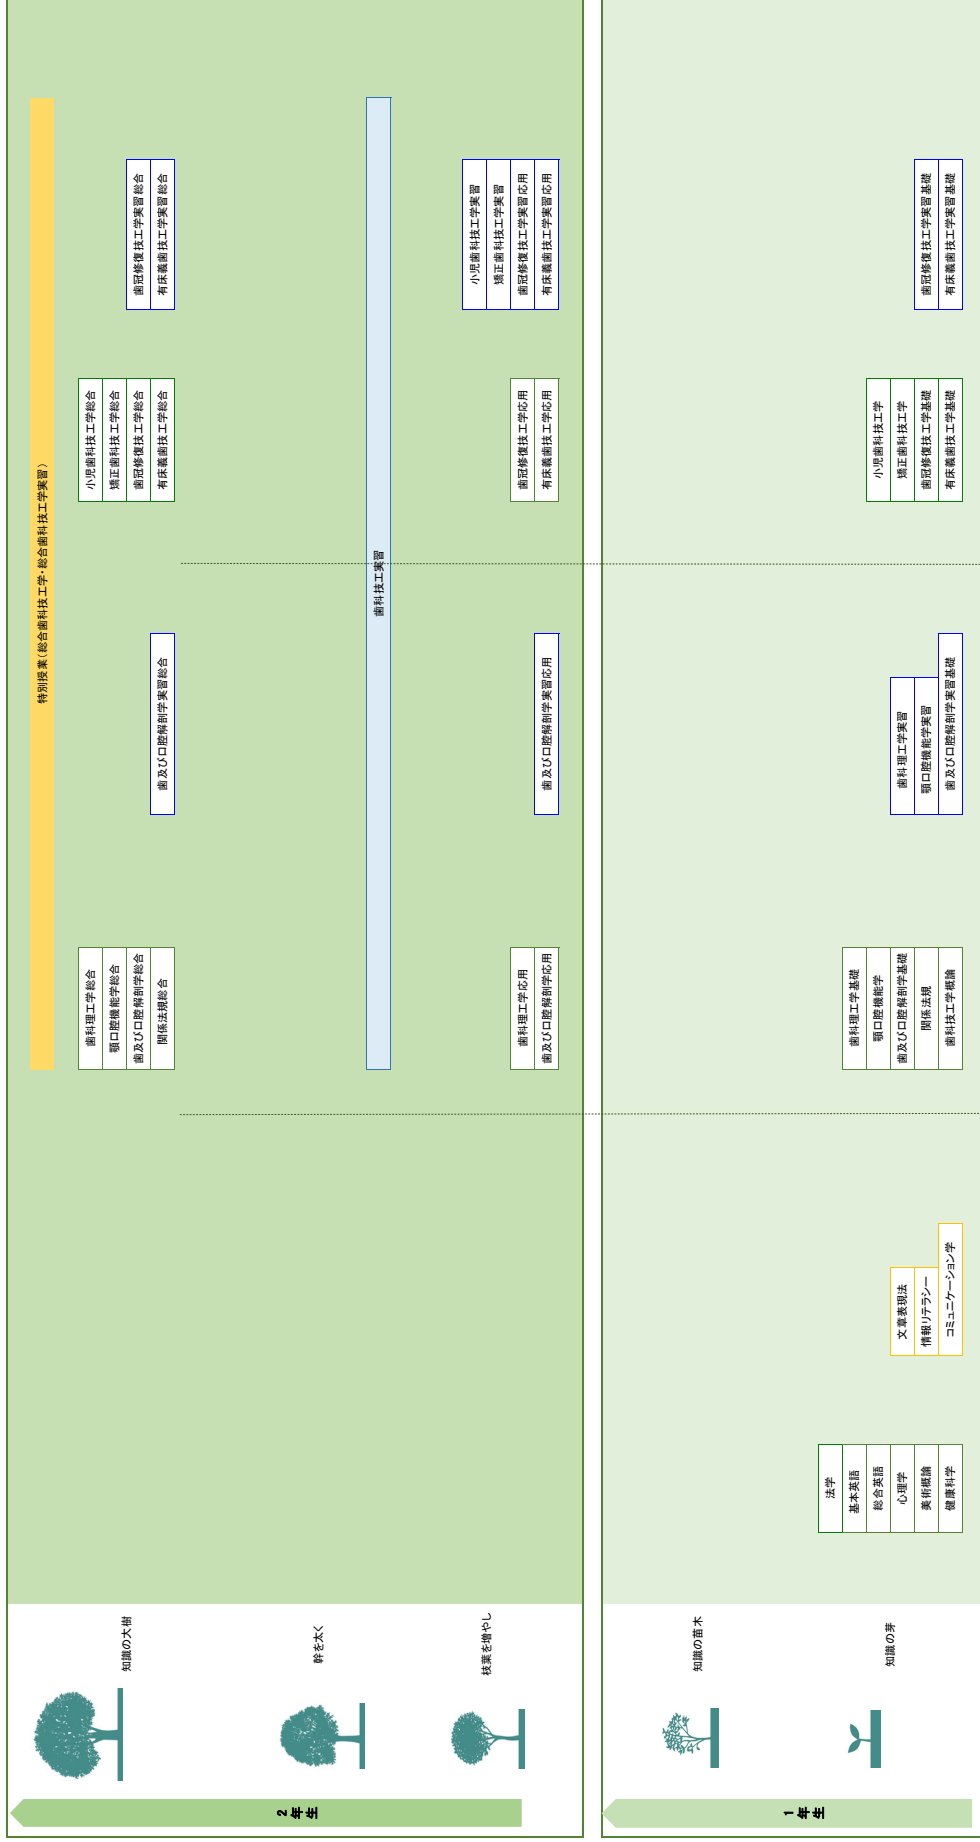 特別授業（総合歯科技工学・総合歯科技工学実習）
歯冠修復技工学実習総合
有床義歯技工学実習総合
小児歯科技工学総合
矯正歯科技工学総合
歯冠修復技工学総合
有床義歯技工学総合
歯及び口腔解剖学実習総合
歯科理工学総合
顎口腔機能学総合
歯及び口腔解剖学総合
関係法規総合
歯科技工実習
小児歯科技工学実習
矯正歯科技工学実習
歯冠修復技工学実習応用
有床義歯技工学実習応用
歯冠修復技工学応用
有床義歯技工学応用
歯及び口腔解剖学実習応用
歯科理工学応用
歯及び口腔解剖学応用
知識の大樹
幹を太く
枝葉を増やし
2年生
歯冠修復技工学実習基礎
有床義歯技工学実習基礎
小児歯科技工学
矯正歯科技工学
歯冠修復技工学基礎
有床義歯技工学基礎
歯科理工学実習
顎口腔機能学実習
歯及び口腔解剖学実習基礎
歯科理工学基礎
顎口腔機能学
歯及び口腔解剖学基礎
関係法規
歯科技工学概論
文章表現法
情報リテラシー
コミュニケーション学
法学
基本英語
総合英語
心理学
美術概論
健康科学
知識の苗木
知識の芽
1年生